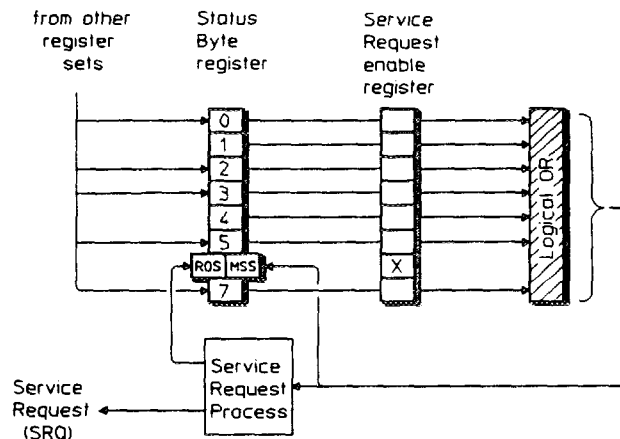 from other
register
sets
Status
Byte
register
Service
Request
enable
register
0
1
2
3
4
5
RQS MSS
X
7
Logical OR
Service
Request
Process
Service
Request
(SRQ)